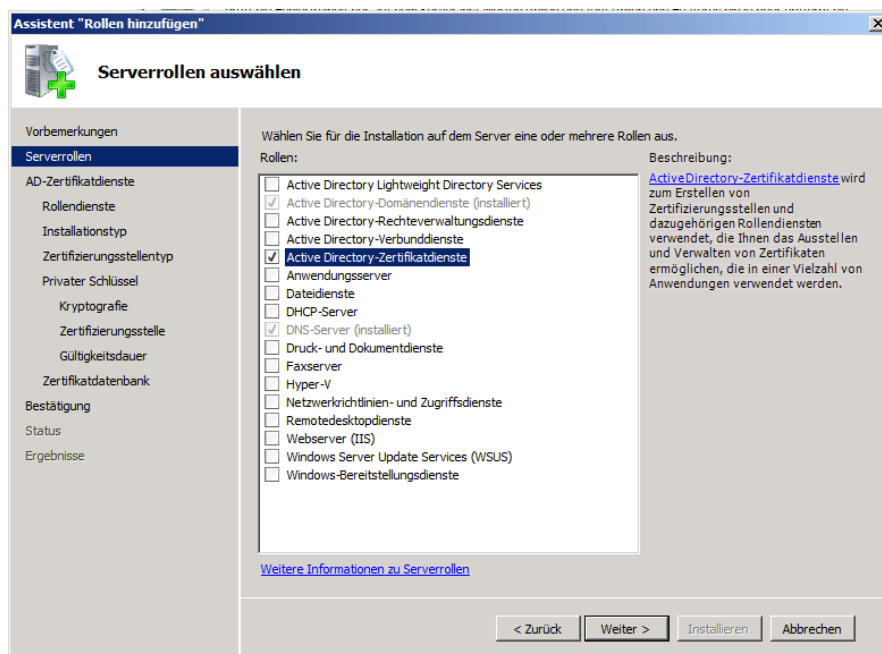 Assistent "Rollen hinzufügen"
Serverrollen auswählen
Vorbemerkungen
Serverrollen
AD-Zertifikatdienste
Rollendienste
Installationstyp
Zertifizierungsstellentyp
Privater Schlüssel
Kryptografie
Zertifizierungsstelle
Gültigkeitsdauer
Zertifikatdatenbank
Bestätigung
Status
Ergebnisse
Wählen Sie für die Installation auf dem Server eine oder mehrere Rollen aus.
Rollen:
Active Directory Lightweight Directory Services
Active Directory-Domänendienste (installiert)
Active Directory-Rechteverwaltungsdienste
Active Directory-Verbunddienste
Active Directory-Zertifikatdienste
Anwendungsserver
Dateidienste
DHCP-Server
DNS-Server (installiert)
Druck- und Dokumentdienste
Faxserver
Hyper-V
Netzwerkrichtlinien- und Zugriffsdienste
Remotedesktopdienste
Webserver (IIS)
Windows Server Update Services (WSUS)
Windows-Bereitstellungsdienste
Weitere Informationen zu Serverrollen
Beschreibung:
Active Directory-Zertifikatdienste wird
zum Erstellen von
Zertifizierungsstellen und
dazugehörigen Rollendiensten
verwendet, die Ihnen das Ausstellen
und Verwalten von Zertifikaten
ermöglichen, die in einer Vielzahl von
Anwendungen verwendet werden.
< Zurück
Weiter >
Installieren
Abbrechen